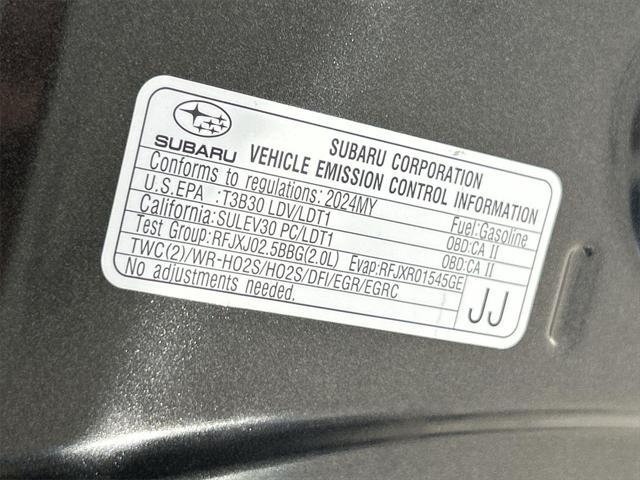 SUBARU
SUBARU CORPORATION
VEHICLE EMISSION CONTROL INFORMATION
Conforms to regulations: 2024MY Fuel:Gasoline
U.S.EPA :T3B30 LDV/LDT1 OBD:CA II
California:SULEV30 PC/LDT1 OBD:CA II
Test Group:RFJXJ02.5BBG(2.0L) Evap:RFJXR01545GE
TWC(2)/WR-HO2S/HO2S/DFI/EGR/EGRC
No adjustments needed.
JJ